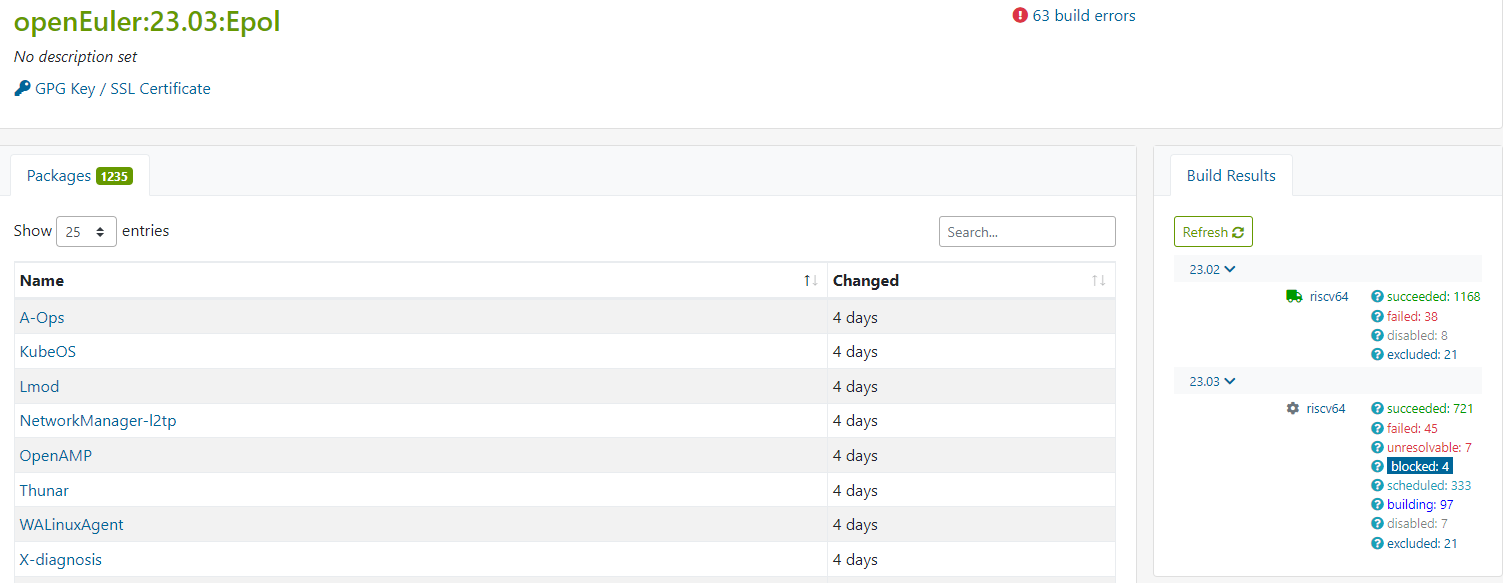 openEuler:23.03:Epol
63 build errors
No description set
GPG Key / SSL Certificate
Packages 1235
Show 25 entries
Search...
Name Changed
A-Ops 4 days
KubeOS 4 days
Lmod 4 days
NetworkManager-l2tp 4 days
OpenAMP 4 days
Thunar 4 days
WALinuxAgent 4 days
X-diagnosis 4 days
Build Results
Refresh
23.02
riscv64 succeeded: 1168
failed: 38
disabled: 8
excluded: 21
23.03
riscv64 succeeded: 721
failed: 45
unresolvable: 7
blocked: 4
scheduled: 333
building: 97
disabled: 7
excluded: 21